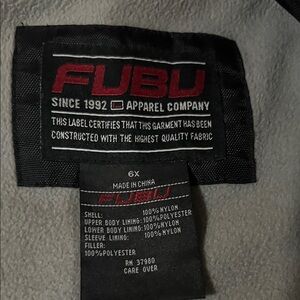 FUBU
SINCE 1992 APPAREL COMPANY
THIS LABEL CERTIFIES THAT THIS GARMENT HAS BEEN
CONSTRUCTED WITH THE HIGHEST QUALITY FABRIC
6X
MADE IN CHINA
FUBU
SHELL: 100%NYLON
UPPER BODY LINING:100%POLYESTER
LOWER BODY LINING:100%NYLON
SLEEVE LINING: 100%NYLON
FILLER:
100%POLYESTER
RN 37980
CARE OVER